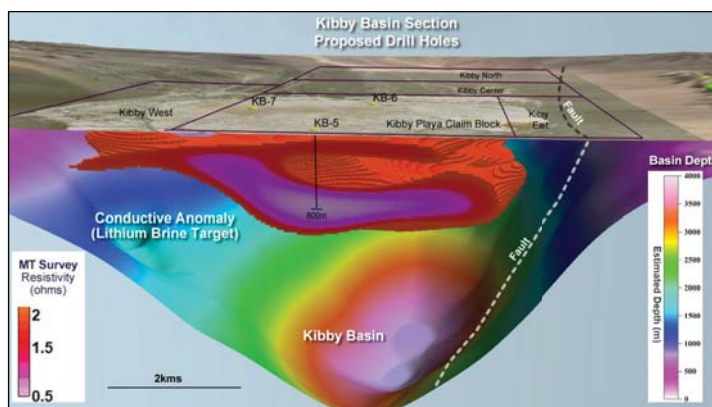 Kibby Basin Section
Proposed Drill Holes
Kibby North
Kibby Center
KB-7
KB-6
Kibby West
Kibby
East
Fault
KB-5
Kibby Playa Claim Block
Basin Dept
800m
Conductive Anomaly
(Lithium Brine Target)
4000
3500
3000
2500
2000
1500
1000
500
0
Estimated Depth (m)
MT Survey
Resistivity
(ohms)
2
1.5
1
0.5
Fault
Kibby Basin
2kms